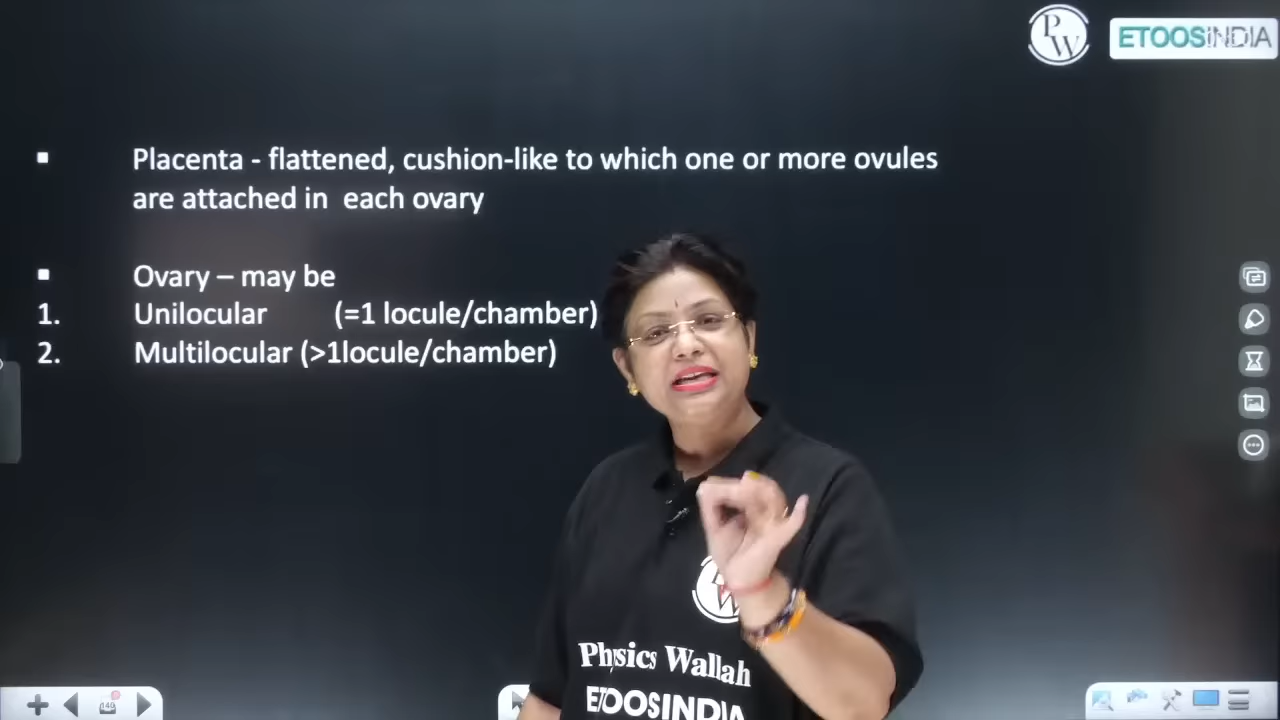 PW
ETOOSINDIA
▪ Placenta - flattened, cushion-like to which one or more ovules
are attached in each ovary
▪ Ovary – may be
1. Unilocular (=1 locule/chamber)
2. Multilocular (>1locule/chamber)
Physics Wallah
ETOOSINDIA